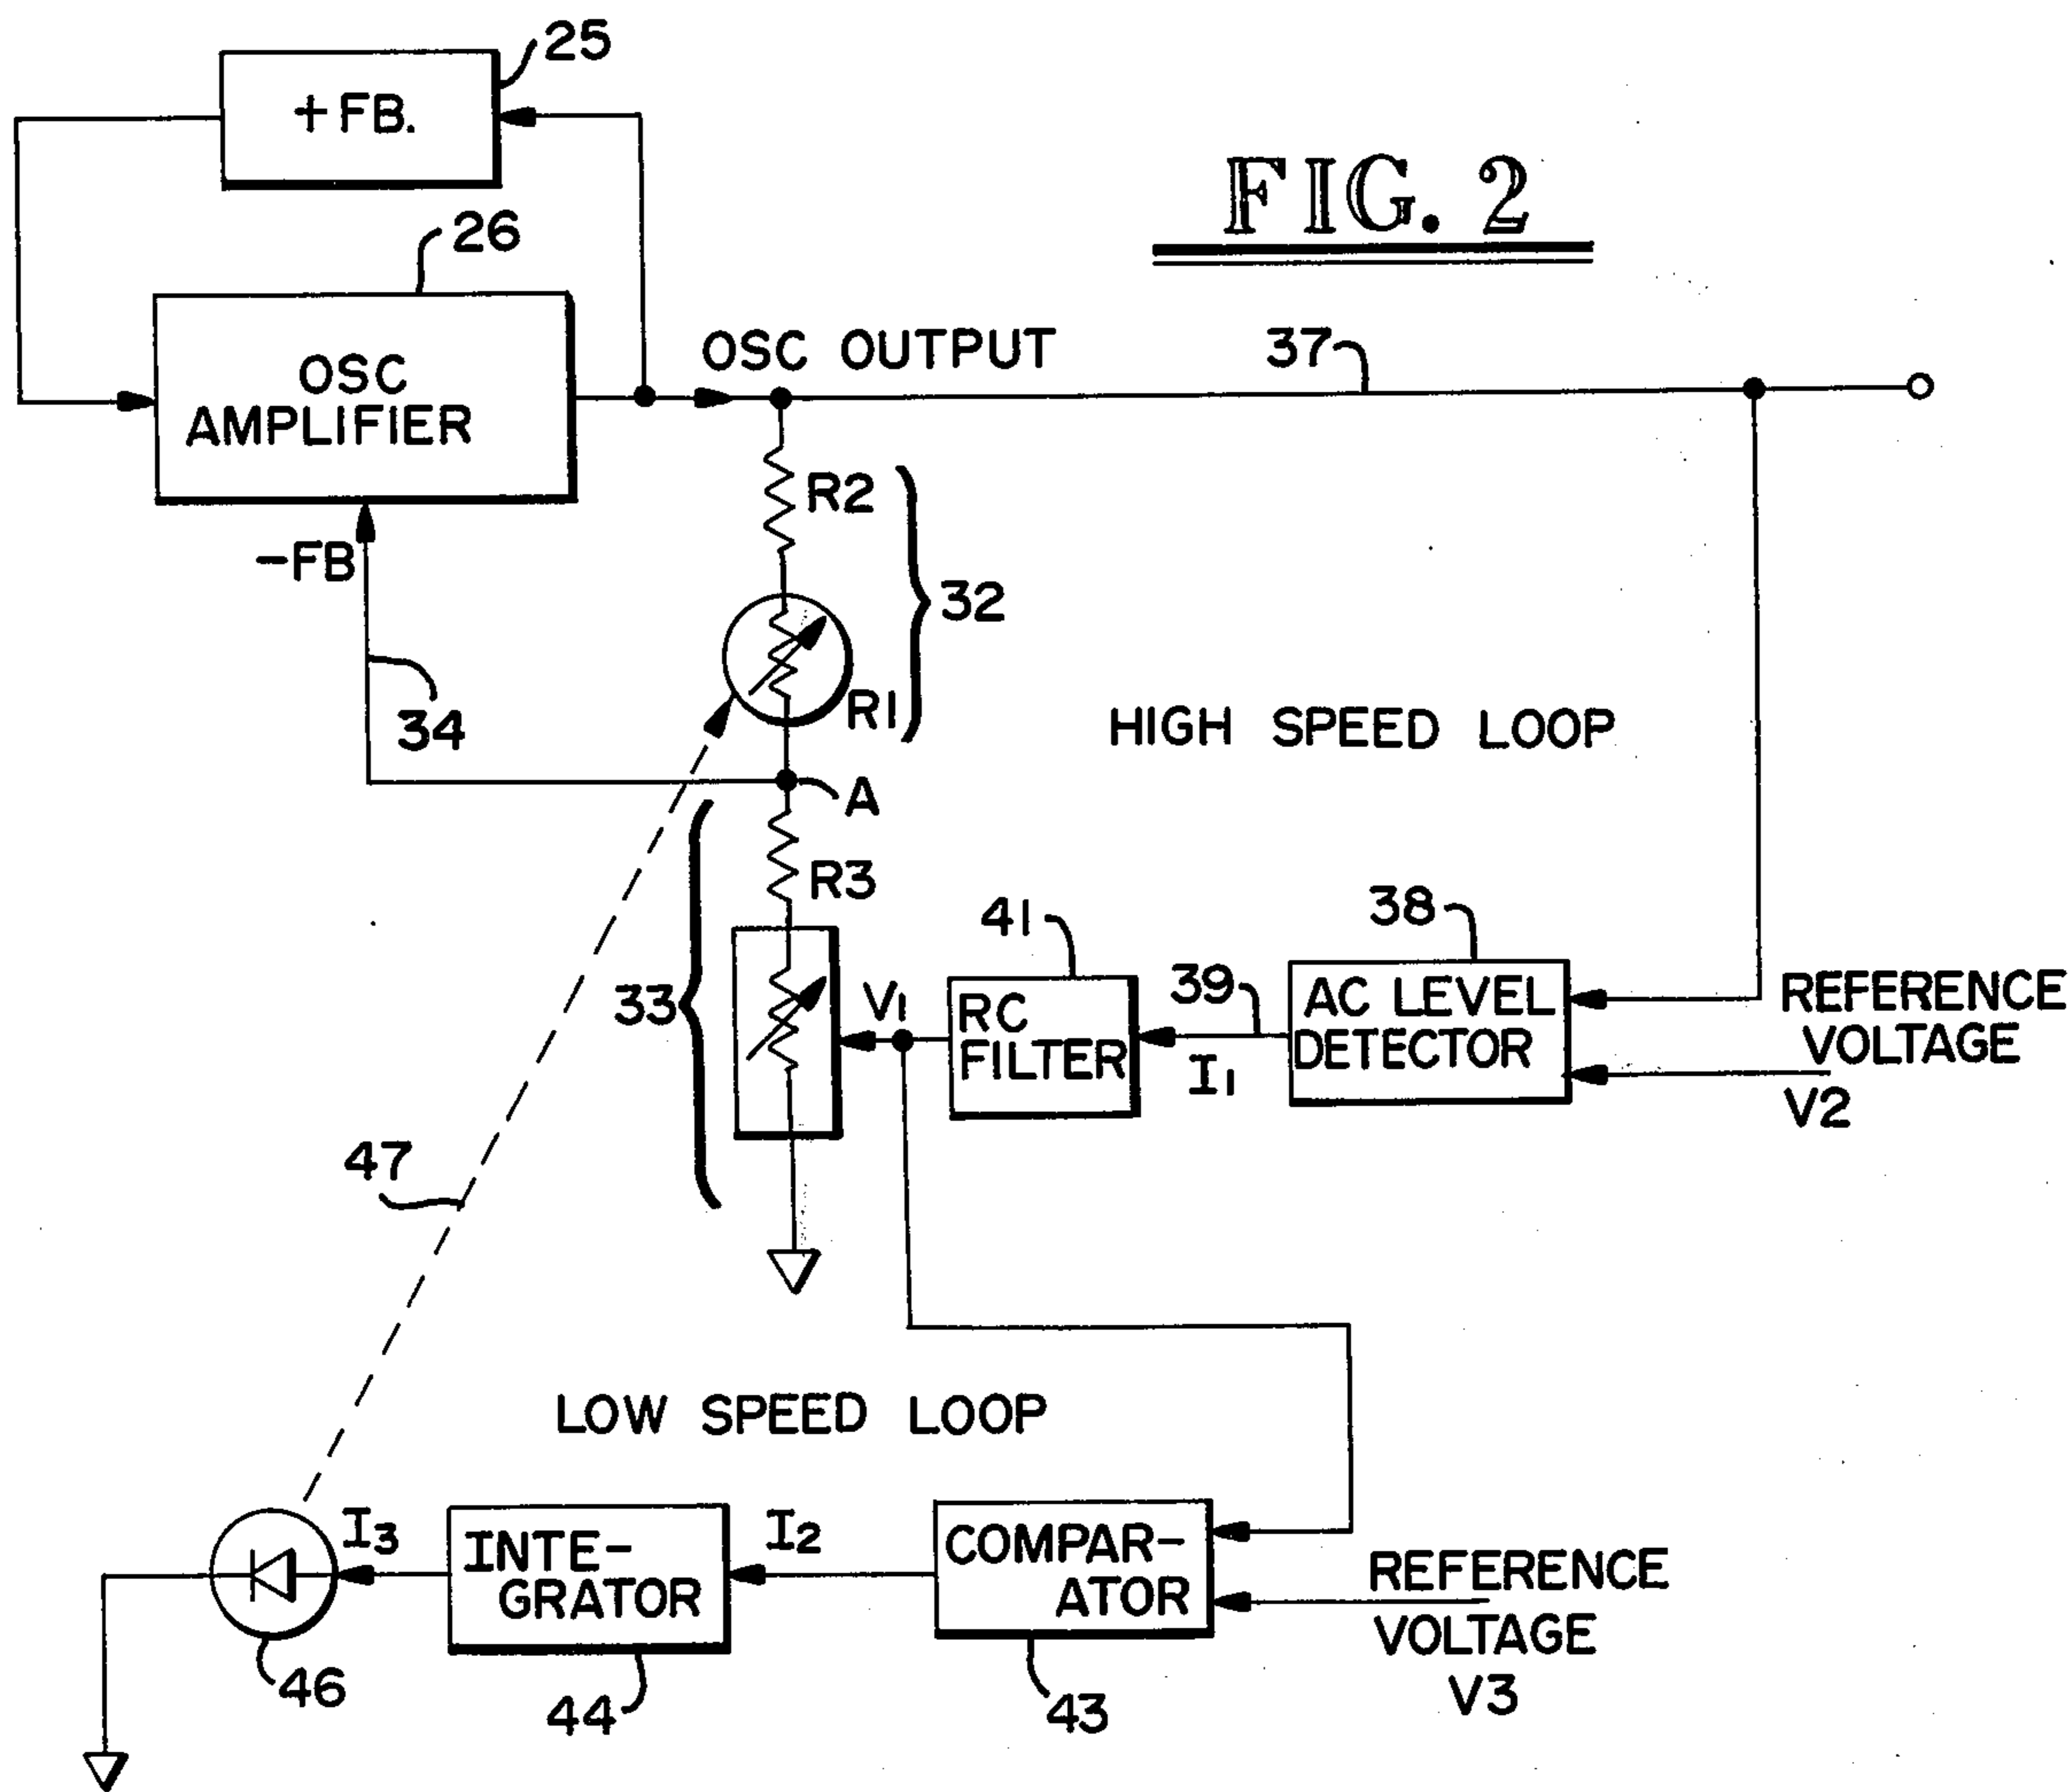 25
+FB.
FIG. 2
26
OSC OUTPUT
37
OSC
AMPLIFIER
R2
-FB
32
R1
34
HIGH SPEED LOOP
A
R3
41
38
33
V1
RC
FILTER
39
I1
AC LEVEL
DETECTOR
REFERENCE
VOLTAGE
V2
47
LOW SPEED LOOP
I3
INTE-
GRATOR
I2
COMPAR-
ATOR
REFERENCE
VOLTAGE
V3
46
44
43